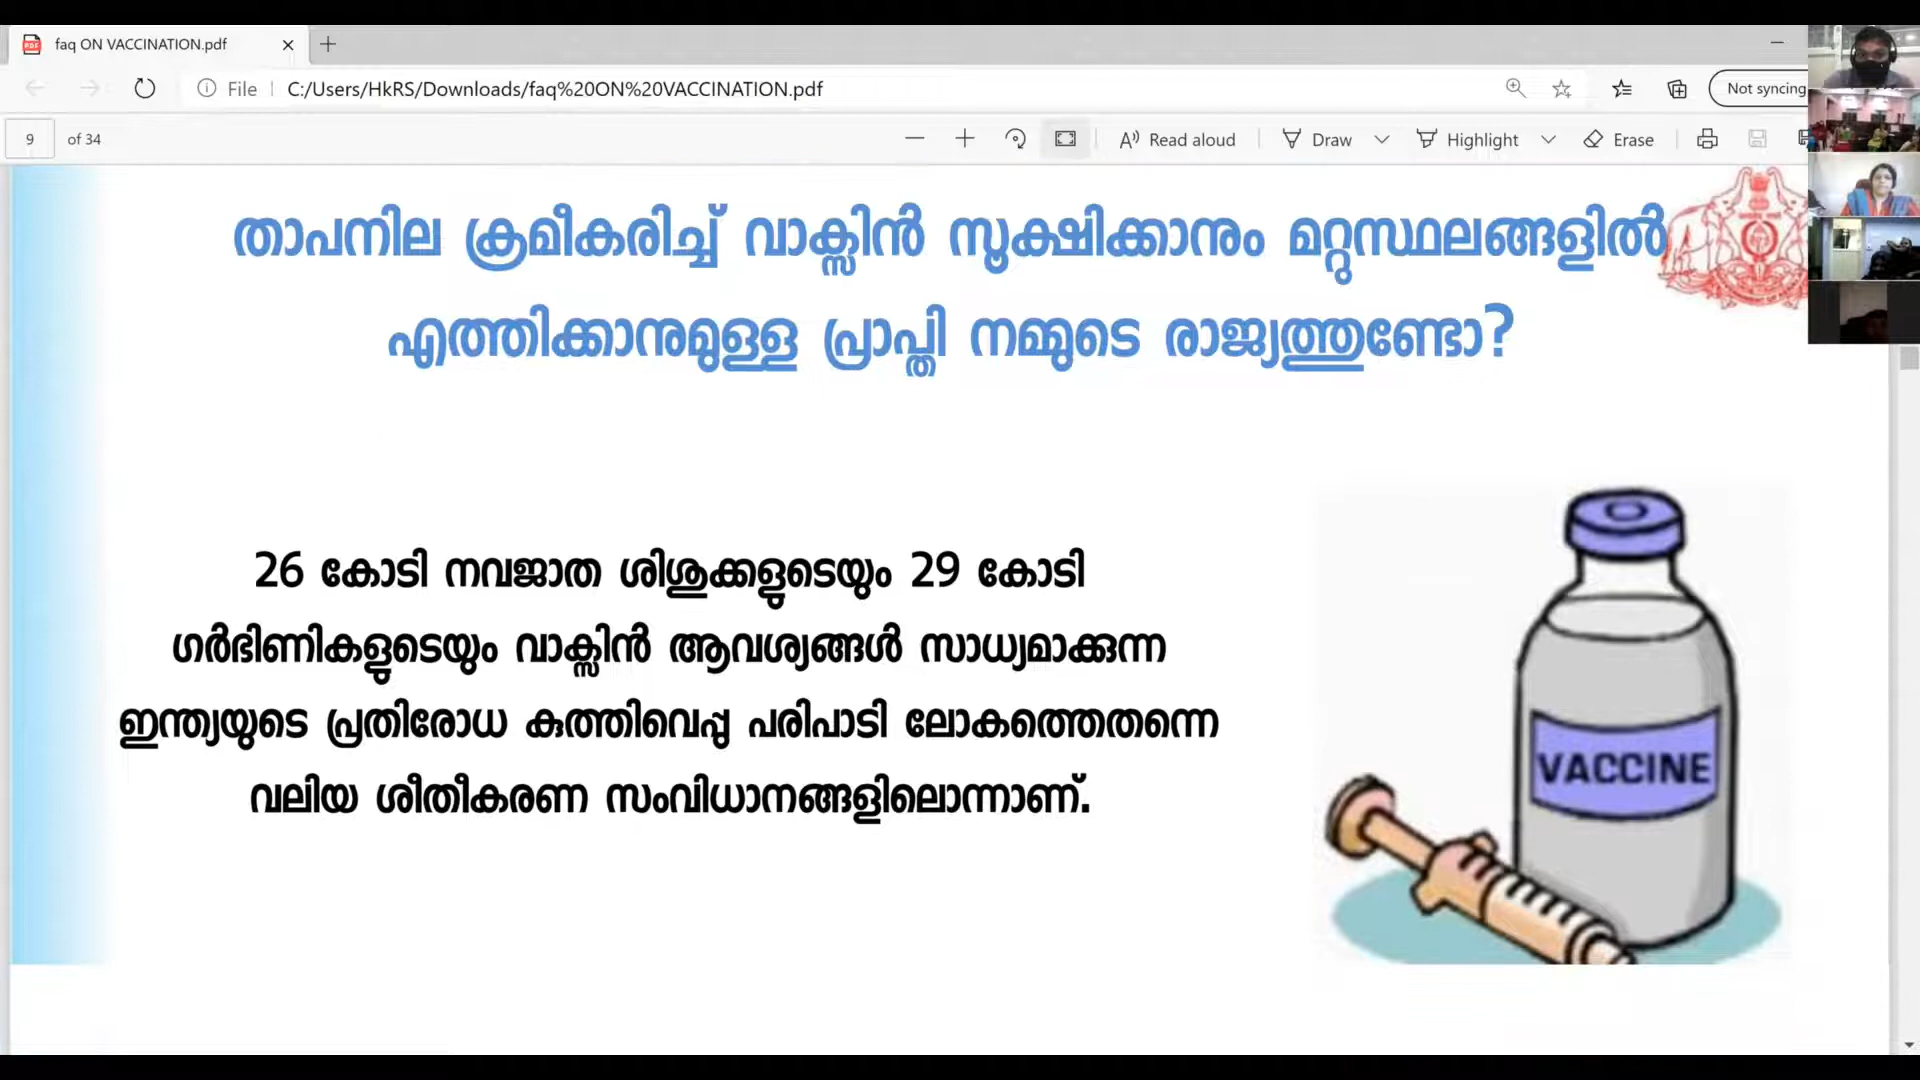 faq ON VACCINATION.pdf
File
C:/Users/HkRS/Downloads/faq%20ON%20VACCINATION.pdf
Not syncing
9 of 34
Read aloud
Draw
Highlight
Erase
താപനില ക്രമീകരിച്ച് വാക്സിൻ സൂക്ഷിക്കാനും മറ്റുസ്ഥലങ്ങളിൽ
എത്തിക്കാനുമുള്ള പ്രാപ്തി നമ്മുടെ രാജ്യത്തുണ്ടോ?
26 കോടി നവജാത ശിശുക്കളുടെയും 29 കോടി
ഗർഭിണികളുടെയും വാക്സിൻ ആവശ്യങ്ങൾ സാധ്യമാക്കുന്ന
ഇന്ത്യയുടെ പ്രതിരോധ കുത്തിവെപ്പു പരിപാടി ലോകത്തെതന്നെ
വലിയ ശീതീകരണ സംവിധാനങ്ങളിലൊന്നാണ്.
VACCINE